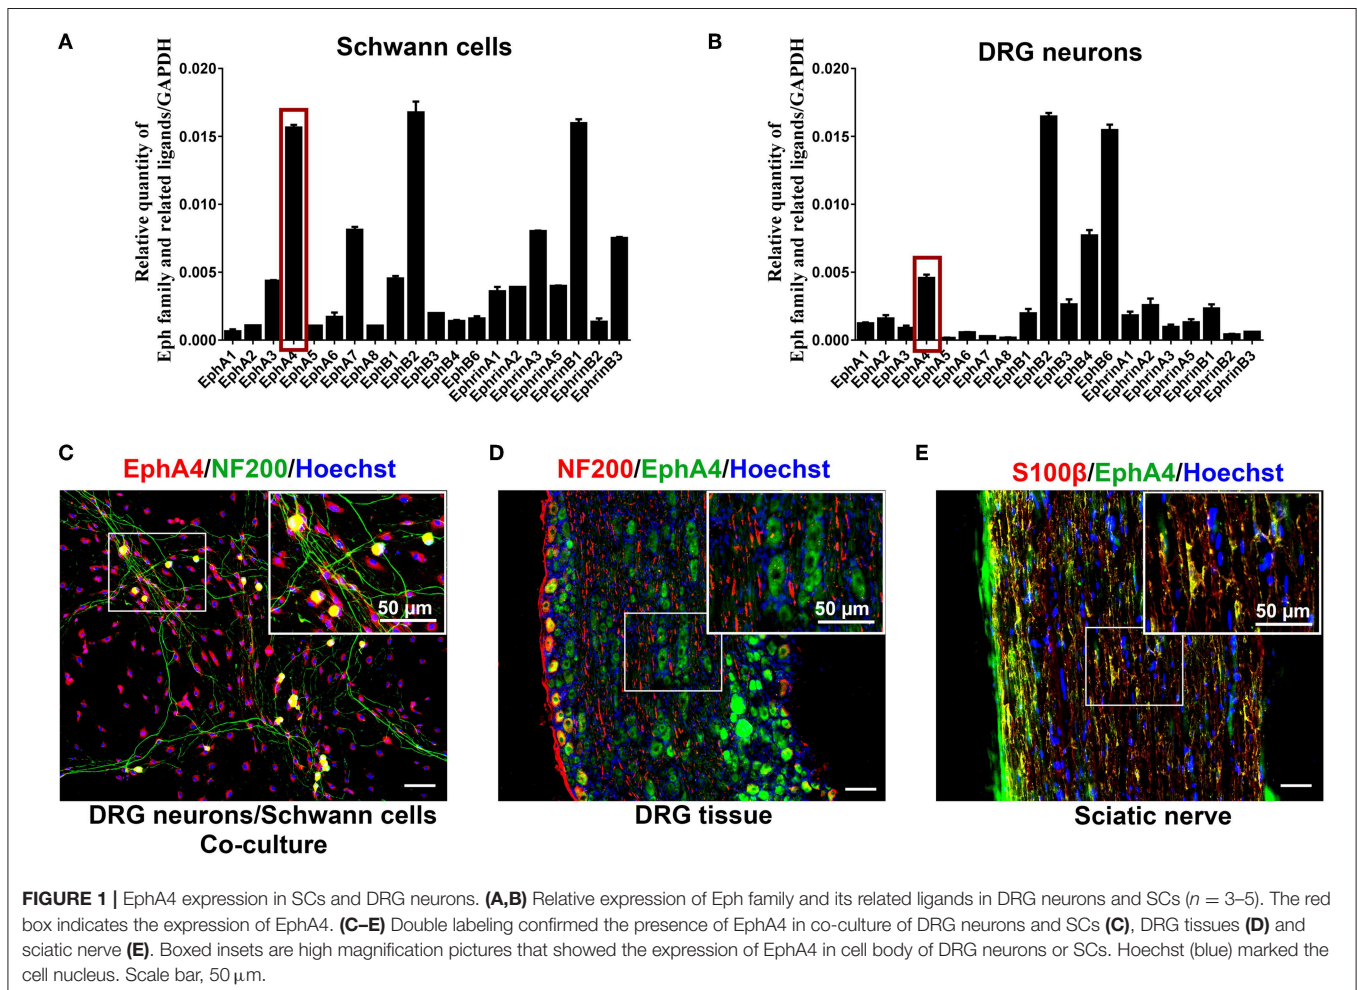 A
Schwann cells
Relative quantity of
Eph family and related ligands/GAPDH
0.020
0.015
0.010
0.005
0.000
EphA1
EphA2
EphA3
EphA4
EphA5
EphA6
EphA7
EphA8
EphB1
EphB2
EphB3
EphB4
EphB6
EphrinA1
EphrinA2
EphrinA3
EphrinA5
EphrinB1
EphrinB2
EphrinB3
B
DRG neurons
Relative quantity of
Eph family and related ligands/GAPDH
0.020
0.015
0.010
0.005
0.000
EphA1
EphA2
EphA3
EphA4
EphA5
EphA6
EphA7
EphA8
EphB1
EphB2
EphB3
EphB4
EphB6
EphrinA1
EphrinA2
EphrinA3
EphrinA5
EphrinB1
EphrinB2
EphrinB3
C
EphA4/NF200/Hoechst
50 µm
DRG neurons/Schwann cells
Co-culture
D
NF200/EphA4/Hoechst
50 µm
DRG tissue
E
S100β/EphA4/Hoechst
50 µm
Sciatic nerve
FIGURE 1 | EphA4 expression in SCs and DRG neurons. (A,B) Relative expression of Eph family and its related ligands in DRG neurons and SCs (n = 3–5). The red
box indicates the expression of EphA4. (C–E) Double labeling confirmed the presence of EphA4 in co-culture of DRG neurons and SCs (C), DRG tissues (D) and
sciatic nerve (E). Boxed insets are high magnification pictures that showed the expression of EphA4 in cell body of DRG neurons or SCs. Hoechst (blue) marked the
cell nucleus. Scale bar, 50 µm.